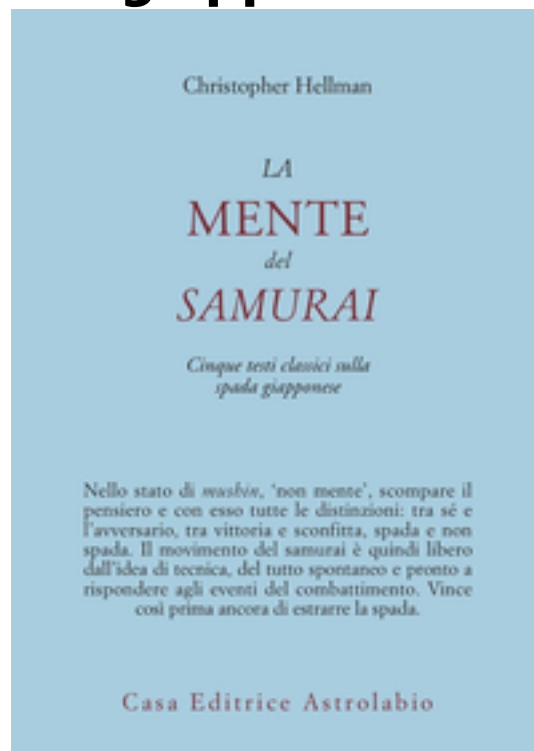 Christopher Hellman
LA
MENTE
del
SAMURAI
Cinque testi classici sulla
spada giapponese
Nello stato di mushin, ‘non mente’, scompare il
pensiero e con esso tutte le distinzioni: tra sé e
l’avversario, tra vittoria e sconfitta, spada e non
spada. Il movimento del samurai è quindi libero
dall’idea di tecnica, del tutto spontaneo e pronto a
rispondere agli eventi del combattimento. Vince
così prima ancora di estrarre la spada.
Casa Editrice Astrolabio